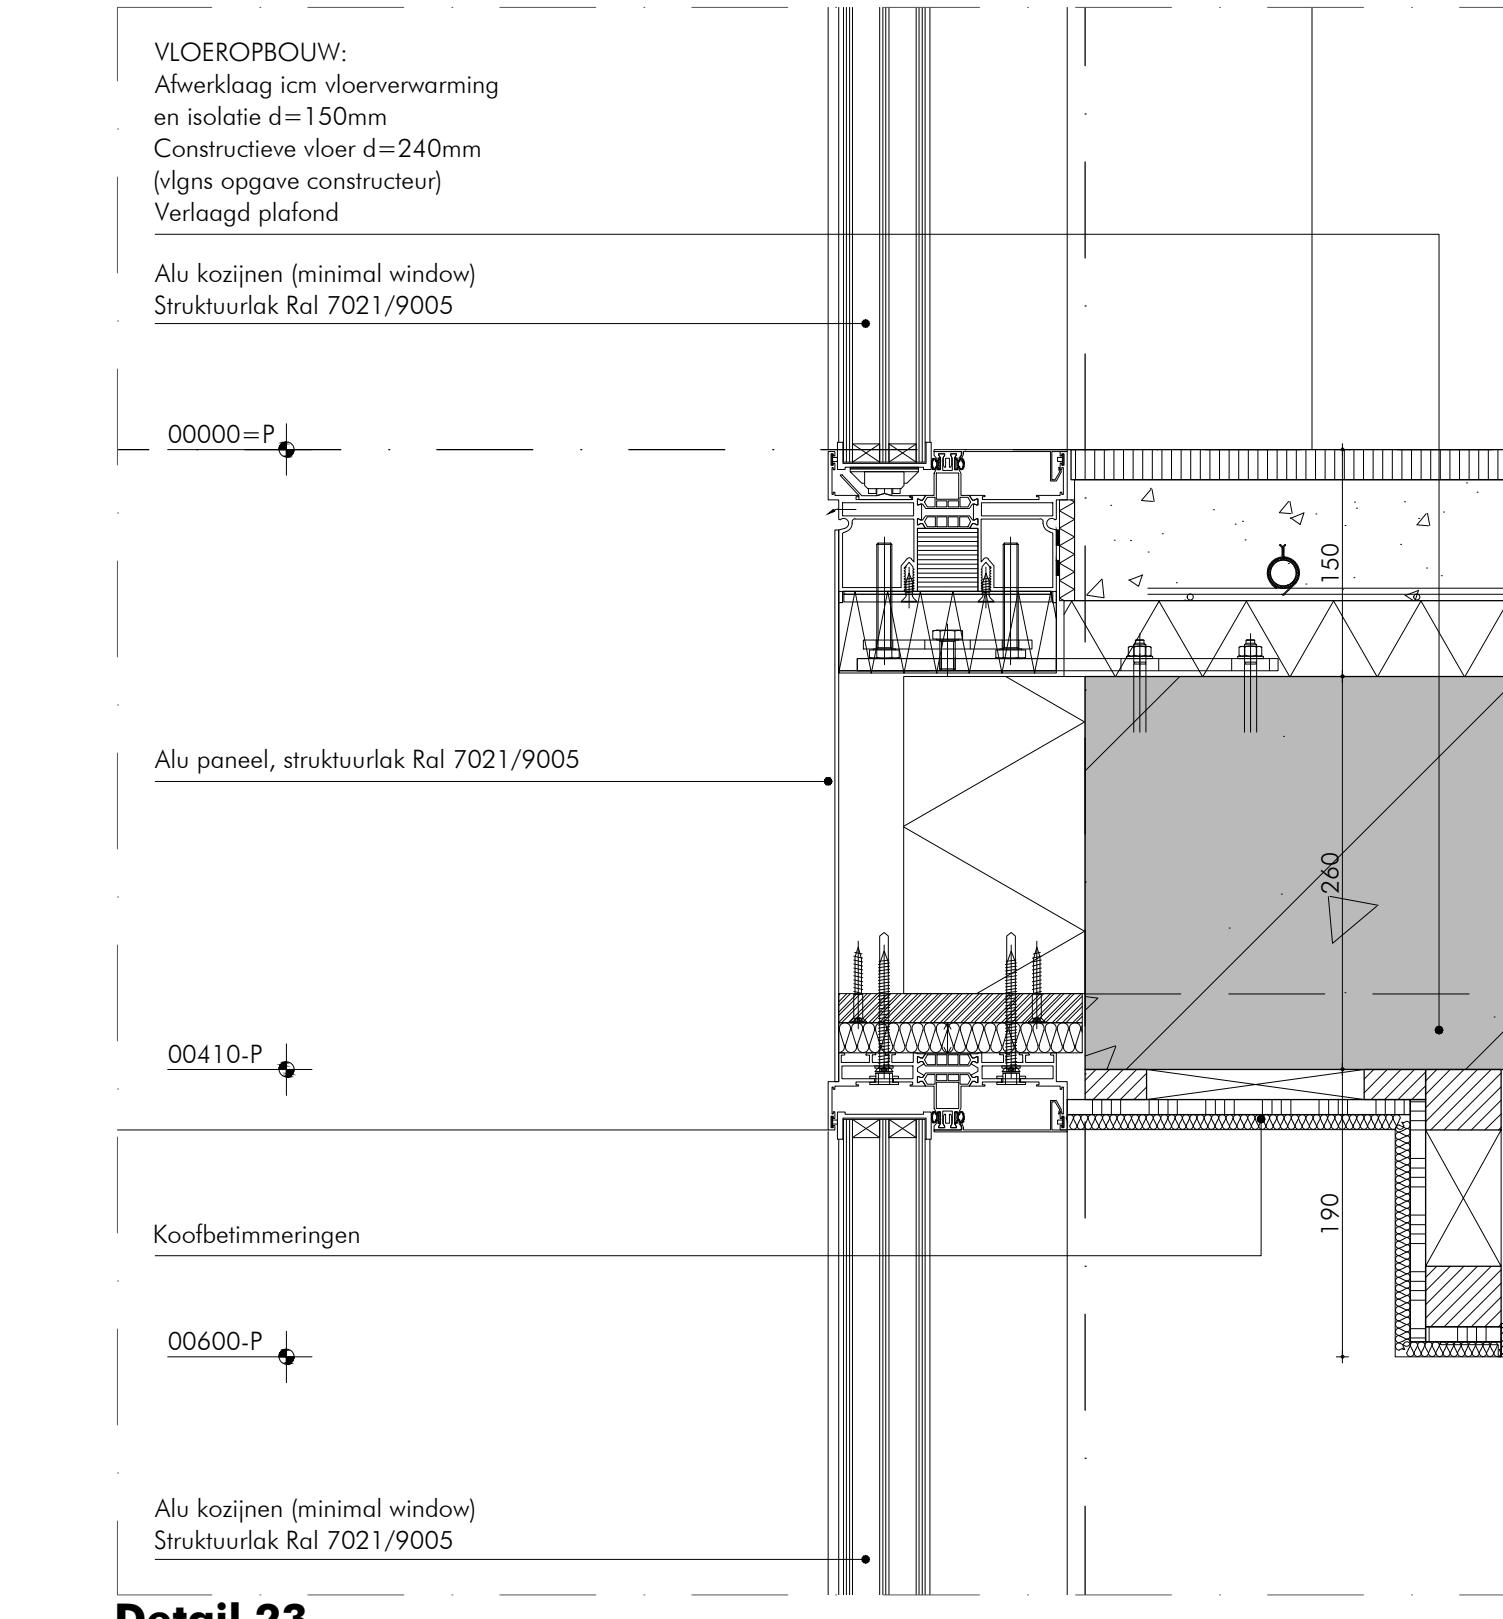 VLOEROPBOUW:
Afwerklaag icm vloerverwarming
en isolatie d=150mm
Constructieve vloer d=240mm
(vlgns opgave constructeur)
Verlaagd plafond
Alu kozijnen (minimal window)
Struktuurlak Ral 7021/9005
00000=P
150
Alu paneel, struktuurlak Ral 7021/9005
260
00410-P
190
Koofbetimmeringen
00600-P
Alu kozijnen (minimal window)
Struktuurlak Ral 7021/9005
Detail 23